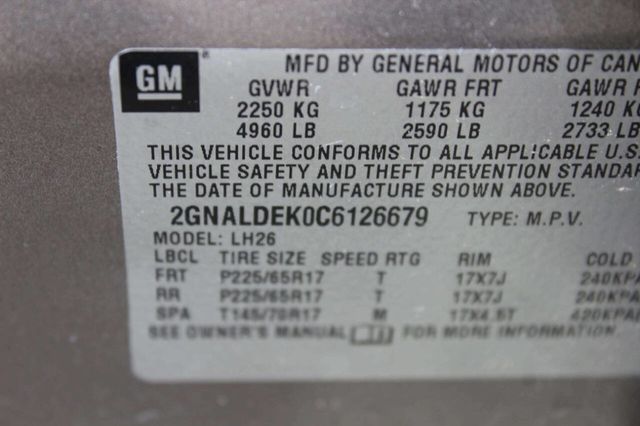 GM
MFD BY GENERAL MOTORS OF CAN
GVWR GAWR FRT GAWR R
2250 KG 1175 KG 1240 K
4960 LB 2590 LB 2733 LB
THIS VEHICLE CONFORMS TO ALL APPLICABLE U.S
VEHICLE SAFETY AND THEFT PREVENTION STANDA
THE DATE OF MANUFACTURE SHOWN ABOVE.
2GNALDEK0C6126679 TYPE: M.P.V.
MODEL: LH26
LBCL TIRE SIZE SPEED RTG RIM COLD
FRT P225/65R17 T 17X7J 240KPA
RR P225/65R17 T 17X7J 240KPA
SPA T145/70R17 M 17X4.5T 420KPA
SEE OWNER'S MANUAL FOR MORE INFORMATION.